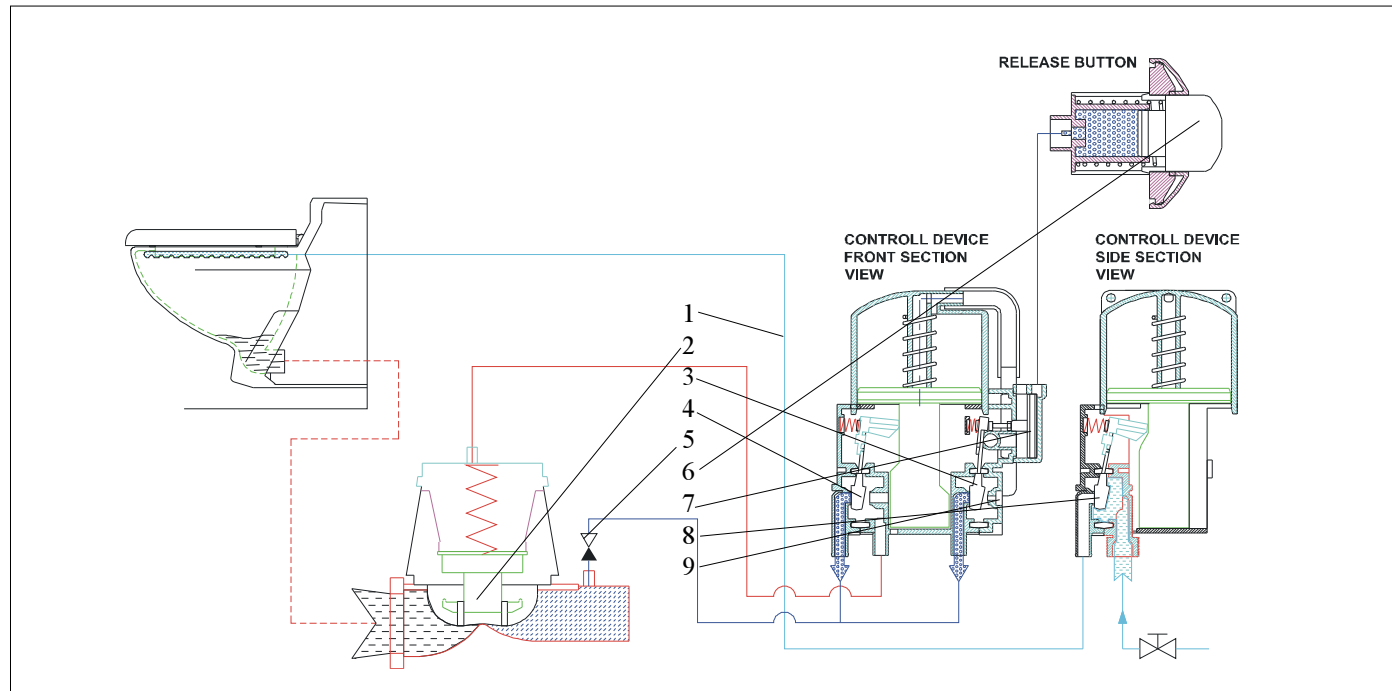 RELEASE BUTTON
CONTROLL DEVICE
FRONT SECTION
VIEW
CONTROLL DEVICE
SIDE SECTION
VIEW
1
2
3
4
5
6
7
8
9